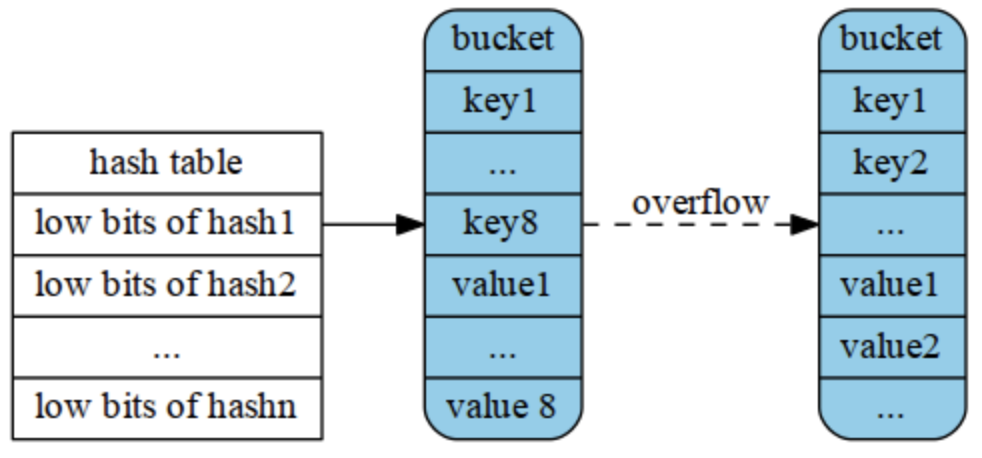 hash table
low bits of hash1
low bits of hash2
...
low bits of hashn
bucket
key1
...
key8
value1
...
value 8
overflow
bucket
key1
key2
...
value1
value2
...